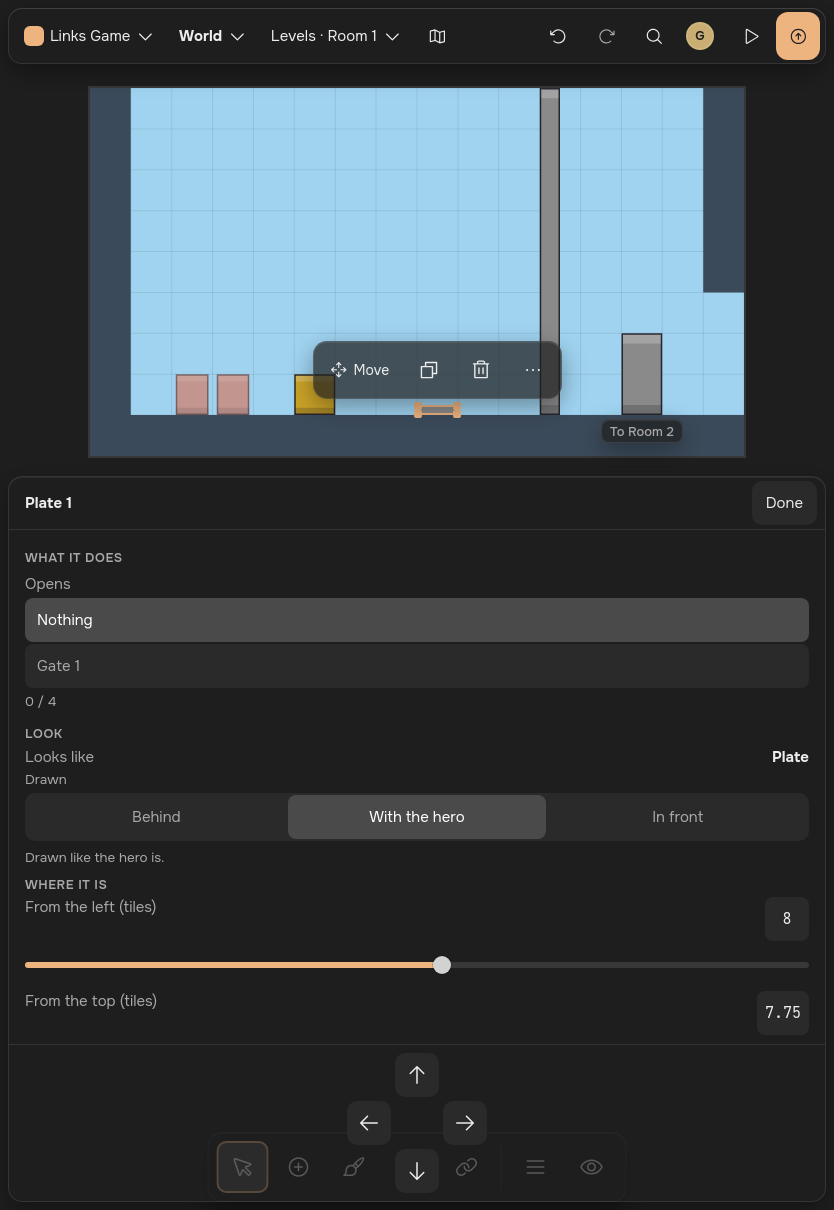 Links Game
World
Levels · Room 1
G
Move
To Room 2
Plate 1
Done
WHAT IT DOES
Opens
Nothing
Gate 1
0 / 4
LOOK
Looks like
Plate
Drawn
Behind
With the hero
In front
Drawn like the hero is.
WHERE IT IS
From the left (tiles)
8
From the top (tiles)
7.75